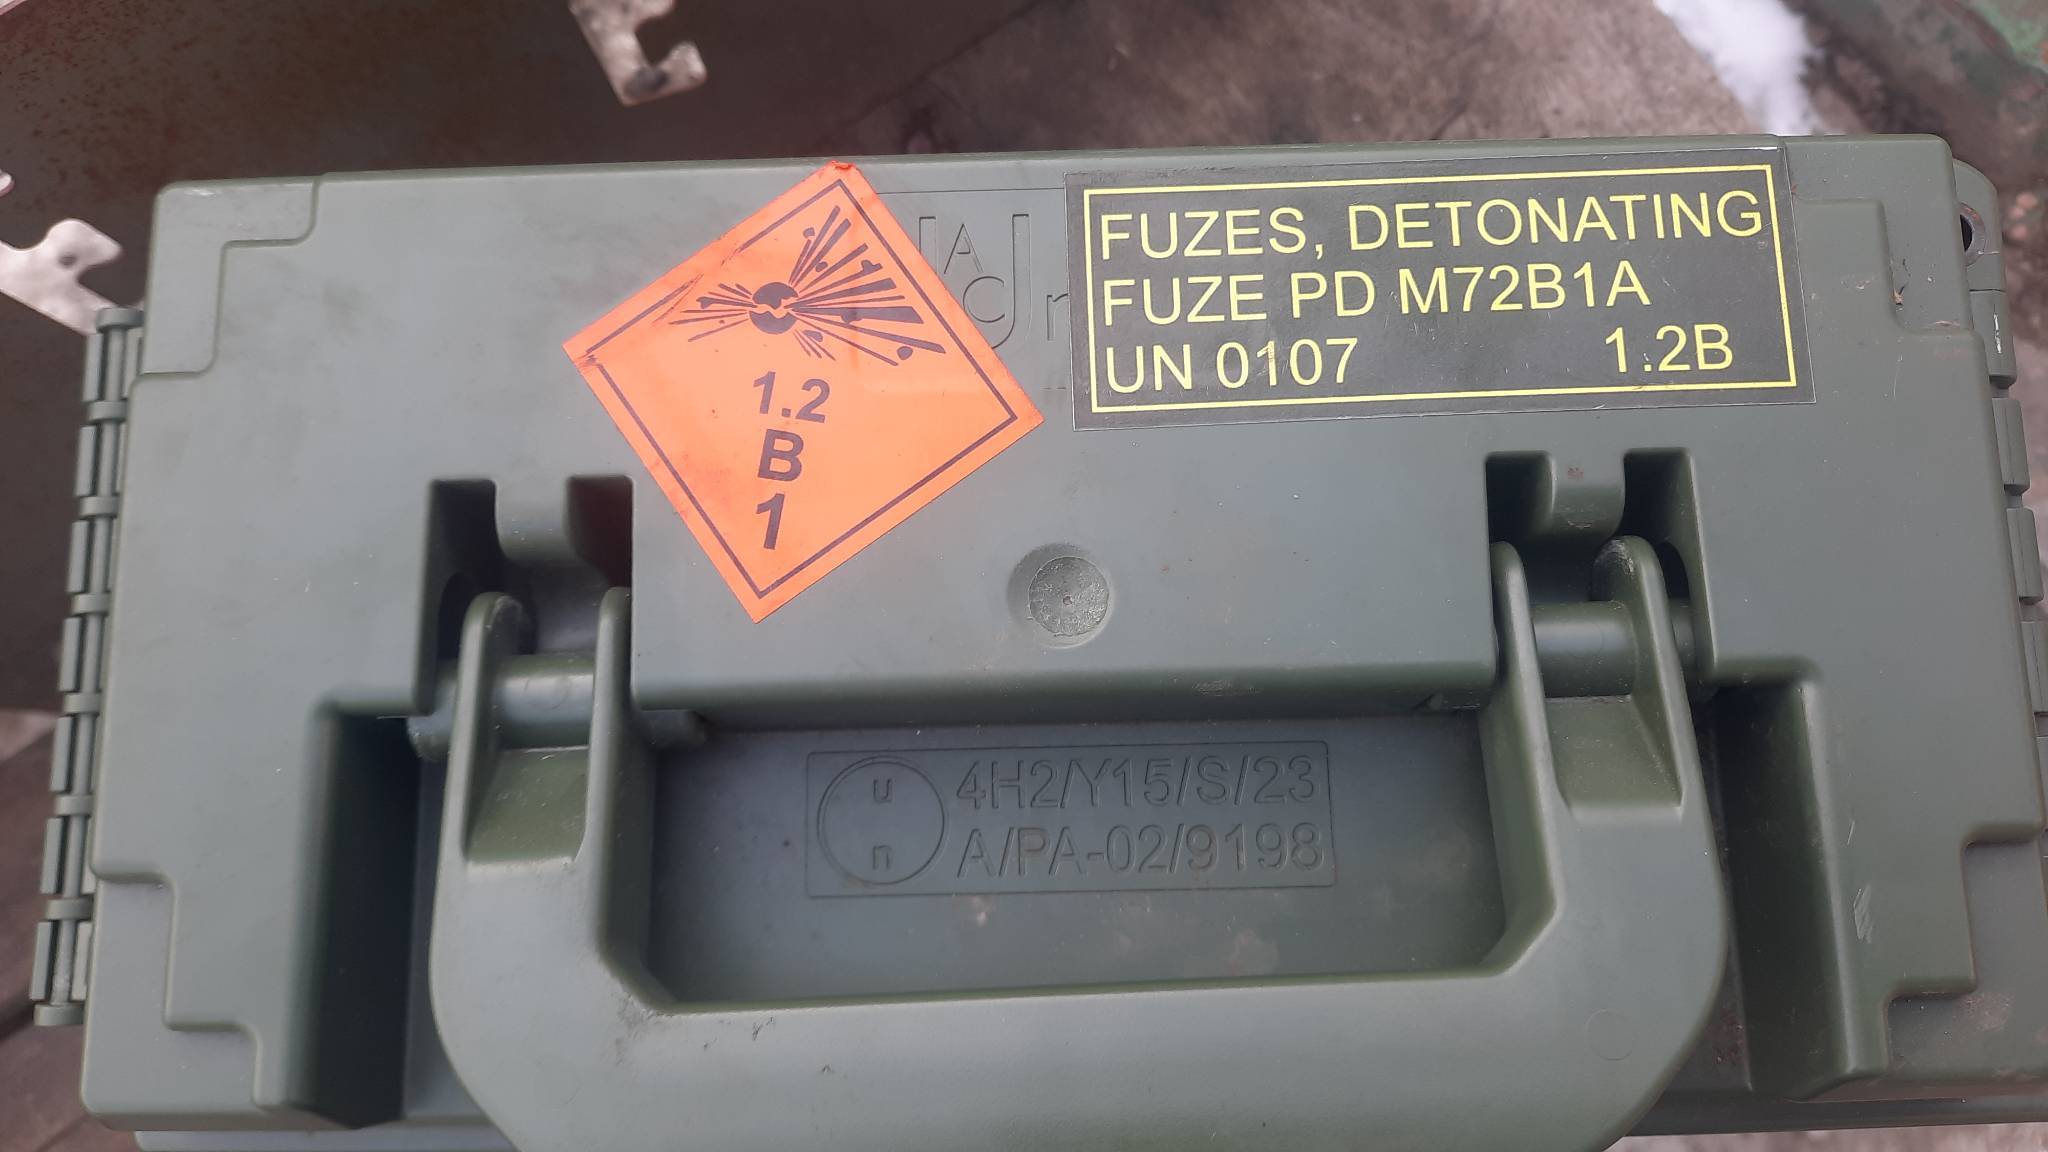 1.2
B
1
FUZES, DETONATING
FUZE PD M72B1A
UN 0107 1.2B
u
n
4H2/Y15/S/23
A/PA-02/9198